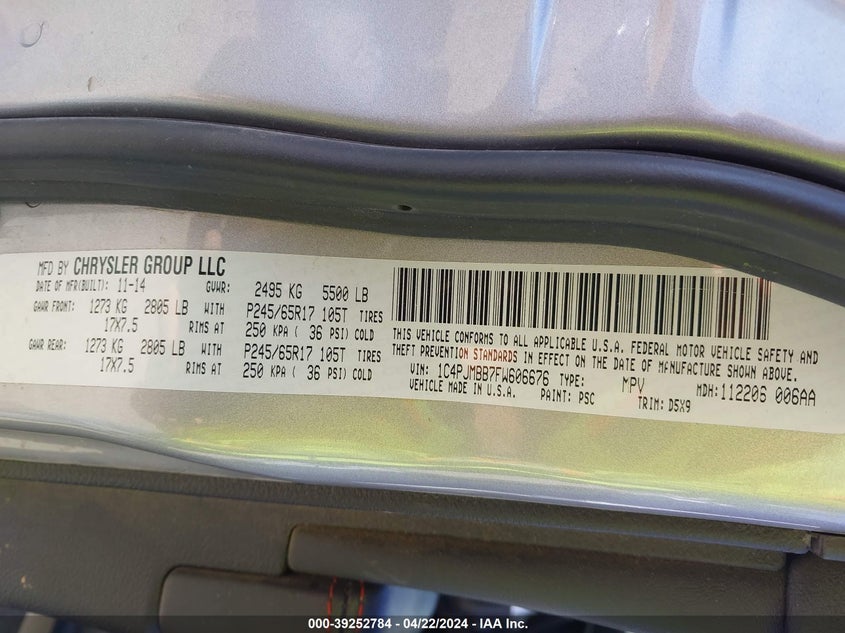 MFD BY CHRYSLER GROUP LLC
DATE OF MFR(BUILT): 11-14 GVWR: 2495 KG 5500 LB
GAWR FRONT: 1273 KG 2805 LB WITH P245/65R17 105T TIRES
17X7.5 RIMS AT 250 KPA ( 36 PSI) COLD
GAWR REAR: 1273 KG 2805 LB WITH P245/65R17 105T TIRES
17X7.5 RIMS AT 250 KPA ( 36 PSI) COLD
THIS VEHICLE CONFORMS TO ALL APPLICABLE U.S.A. FEDERAL MOTOR VEHICLE SAFETY AND
THEFT PREVENTION STANDARDS IN EFFECT ON THE DATE OF MANUFACTURE SHOWN ABOVE.
VIN: 1C4PJMBB7FW606676 TYPE: MPV MDH: 112206 006AA
VEHICLE MADE IN U.S.A. PAINT: PSC TRIM: D5X9
000-39252784 - 04/22/2024 - IAA Inc.